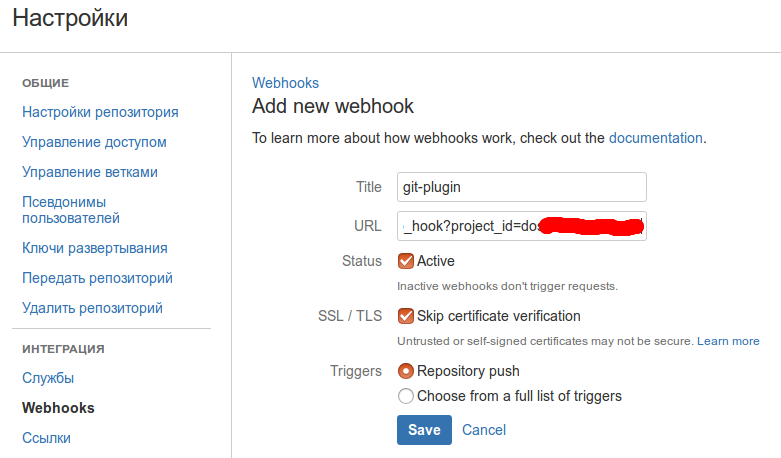 Настройки
ОБЩИЕ
Настройки репозитория
Управление доступом
Управление ветками
Псевдонимы
пользователей
Ключи развертывания
Передать репозиторий
Удалить репозиторий
ИНТЕГРАЦИЯ
Службы
Webhooks
Ссылки
Webhooks
Add new webhook
To learn more about how webhooks work, check out the documentation.
Title git-plugin
URL _hook?project_id=dos
Status Active
Inactive webhooks don't trigger requests.
SSL / TLS Skip certificate verification
Untrusted or self-signed certificates may not be secure. Learn more
Triggers Repository push
Choose from a full list of triggers
Save Cancel